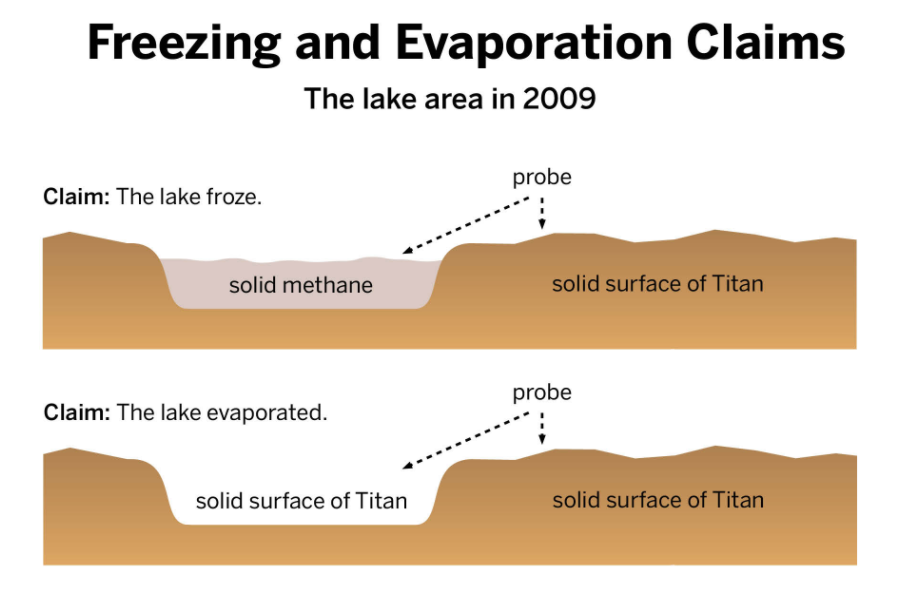 Freezing and Evaporation Claims
The lake area in 2009
probe
Claim: The lake froze.
solid methane
solid surface of Titan
probe
Claim: The lake evaporated.
solid surface of Titan
solid surface of Titan